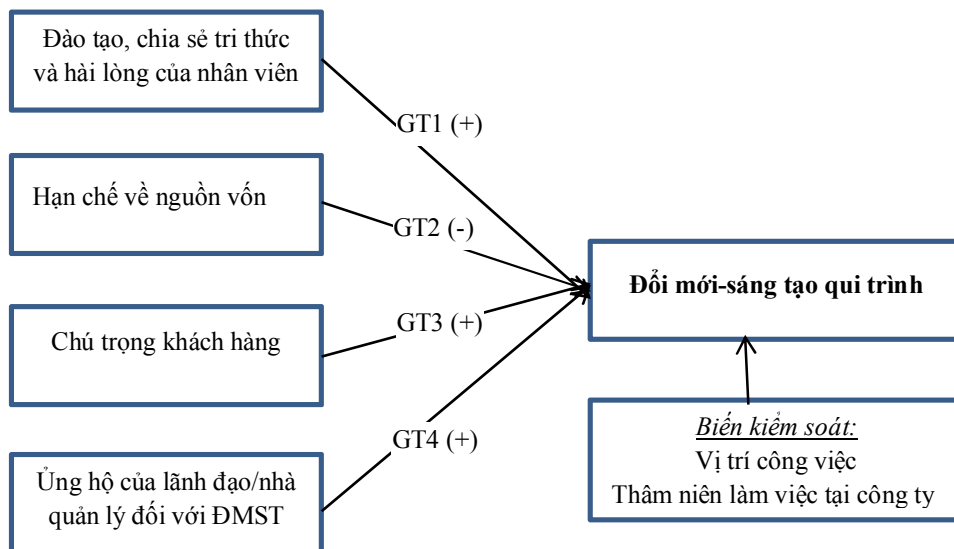 Đào tạo, chia sẻ tri thức
và hài lòng của nhân viên
GT1 (+)
Hạn chế về nguồn vốn
GT2 (-)
Đổi mới-sáng tạo qui trình
GT3 (+)
Chú trọng khách hàng
GT4 (+)
Ủng hộ của lãnh đạo/nhà
quản lý đối với ĐMST
Biến kiểm soát:
Vị trí công việc
Thâm niên làm việc tại công ty